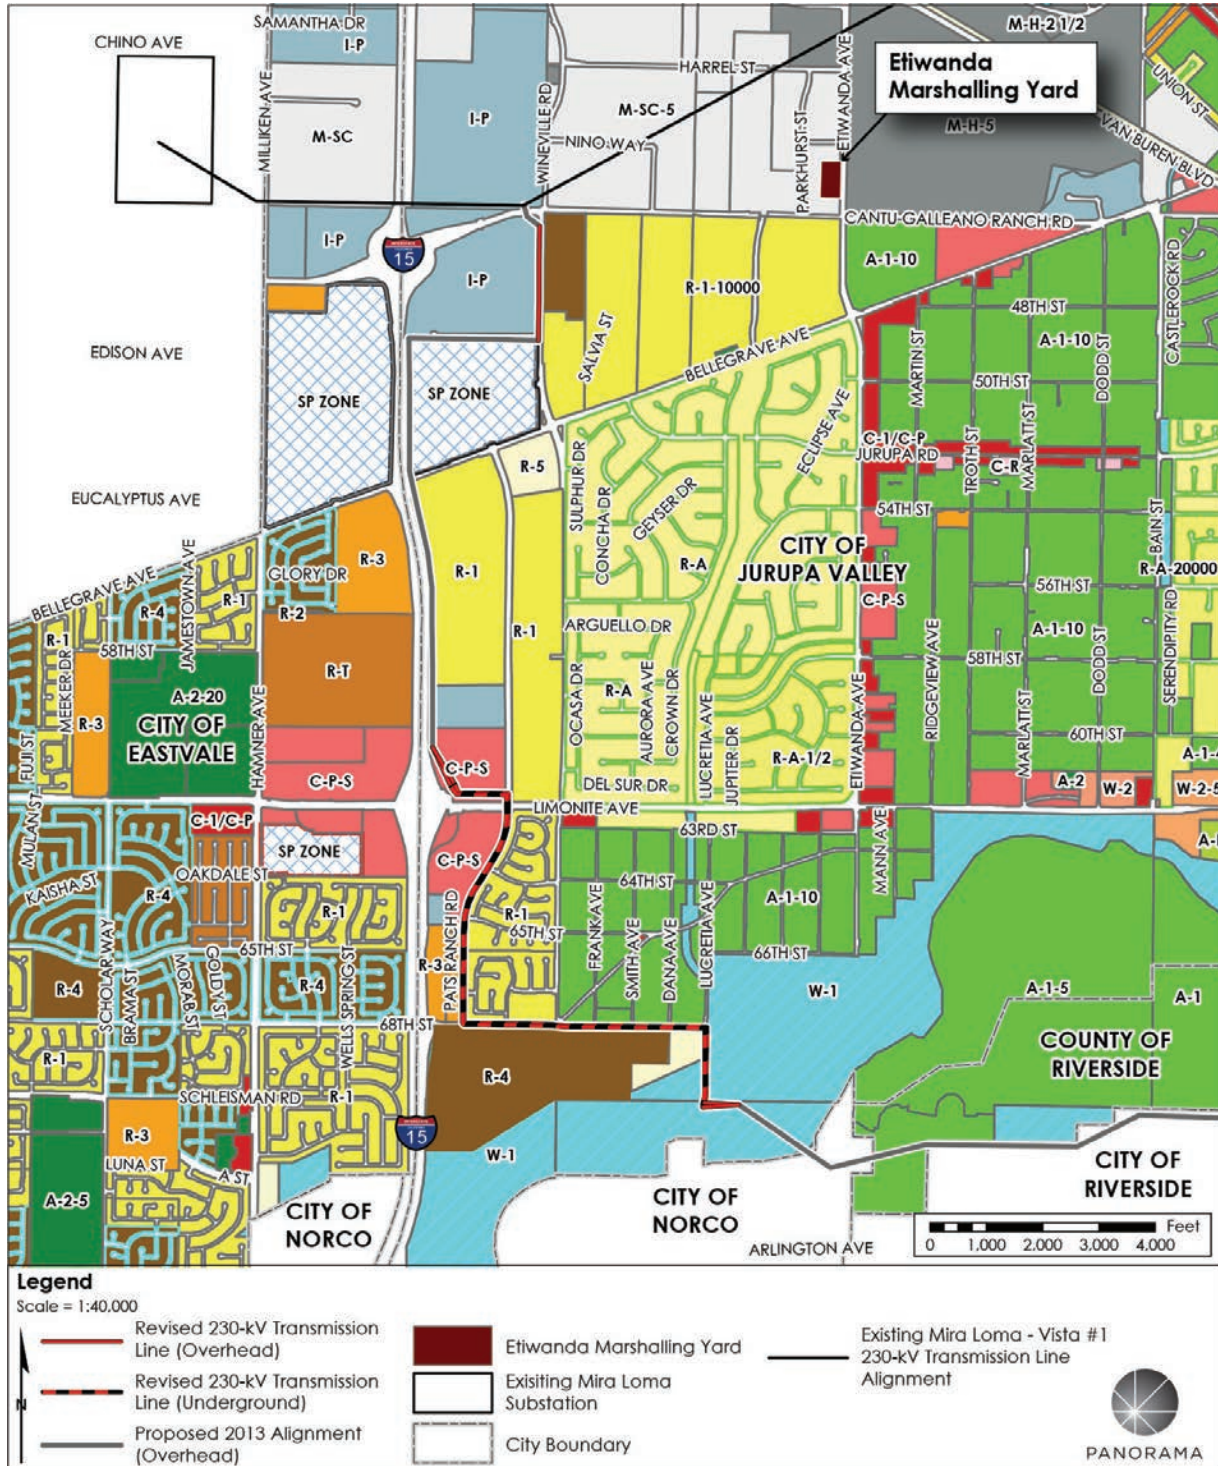 SAMANTHA DR
CHINO AVE
I-P
M-H-2 1/2
HARREL ST
Etiwanda
Marshalling Yard
UNION ST
MILLIKEN AVE
M-SC
I-P
WINEVILLE RD
M-SC-5
NINO WAY
PARKHURST ST
ETIWANDA AVE
M-H-5
VAN BUREN BLVD
CANTU-GALLEANO RANCH RD
I-P
15
I-P
R-1-10000
A-1-10
CASTLEROCK RD
48TH ST
SALVIA ST
BELLEGRAVE AVE
MARTIN ST
A-1-10
DODD ST
EDISON AVE
50TH ST
SP ZONE
SP ZONE
ECLIPSE AVE
C-1/C-P
JURUPA RD
TROTH ST
MARLATT ST
C-R
R-5
EUCALYPTUS AVE
SULPHUR DR
CONCHA DR
GEYSER DR
54TH ST
BAIN ST
CITY OF
JURUPA VALLEY
R-A
R-A-20000
BELLEGRAVE AVE
JAMESTOWN AVE
GLORY DR
R-3
R-1
R-4
R-1
R-2
56TH ST
C-P-S
R-1
R-1
ARGUELLO DR
A-1-10
58TH ST
MEEKER DR
R-T
58TH ST
DODD ST
SERENDIPITY RD
A-2-20
CITY OF
EASTVALE
R-3
HAMNER AVE
OCASA DR
R-A
AURORA AVE
CROWN DR
LUCRETIA AVE
JUPITER DR
R-A-1/2
ETIWANDA AVE
RIDGEVIEW AVE
MARLATT ST
60TH ST
FUJI ST
C-P-S
C-P-S
DEL SUR DR
A-2
W-2
A-1-4
W-2-5
MULAN ST
LIMONITE AVE
C-1/C-P
63RD ST
SP ZONE
C-P-S
MANN AVE
KAISHA ST
OAKDALE ST
R-4
R-1
64TH ST
A-1-10
R-1
65TH ST
65TH ST
FRANK AVE
SMITH AVE
DANA AVE
LUCRETIA AVE
66TH ST
SCHOLAR WAY
BRAMA ST
MORAB ST
GOLDY ST
WELLS SPRING ST
PATS RANCH RD
R-3
R-4
R-4
W-1
A-1-5
A-1
68TH ST
R-1
COUNTY OF
RIVERSIDE
R-4
SCHLEISMAN RD
R-1
R-3
15
LUNA ST
A ST
W-1
A-2-5
CITY OF
NORCO
CITY OF
NORCO
CITY OF
RIVERSIDE
ARLINGTON AVE
Feet
0 1,000 2,000 3,000 4,000
Legend
Scale = 1:40,000
Revised 230-kV Transmission
Line (Overhead)
Revised 230-kV Transmission
Line (Underground)
Proposed 2013 Alignment
(Overhead)
N
Etiwanda Marshalling Yard
Exisiting Mira Loma
Substation
City Boundary
Existing Mira Loma - Vista #1
230-kV Transmission Line
Alignment
PANORAMA